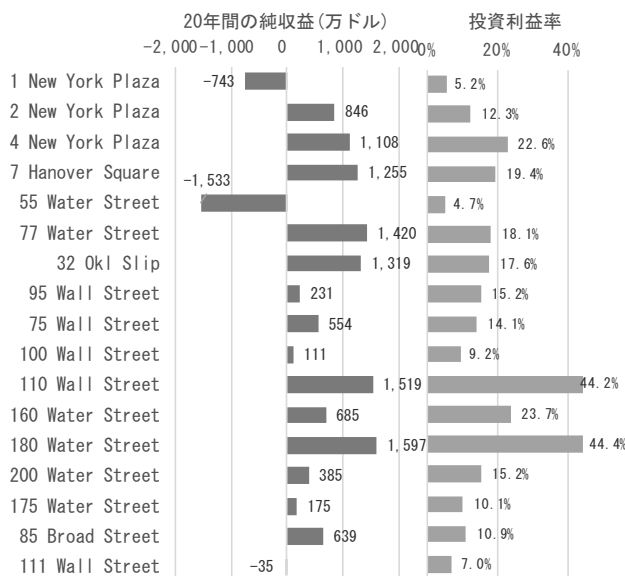 20年間の純収益(万ドル) 投資利益率
-2,000 -1,000 0 1,000 2,000 0% 20% 40%
1 New York Plaza -743 5.2%
2 New York Plaza 846 12.3%
4 New York Plaza 1,108 22.6%
7 Hanover Square 1,255 19.4%
55 Water Street -1,533 4.7%
77 Water Street 1,420 18.1%
32 Okl Slip 1,319 17.6%
95 Wall Street 231 15.2%
75 Wall Street 554 14.1%
100 Wall Street 111 9.2%
110 Wall Street 1,519 44.2%
160 Water Street 685 23.7%
180 Water Street 1,597 44.4%
200 Water Street 385 15.2%
175 Water Street 175 10.1%
85 Broad Street 639 10.9%
111 Wall Street -35 7.0%